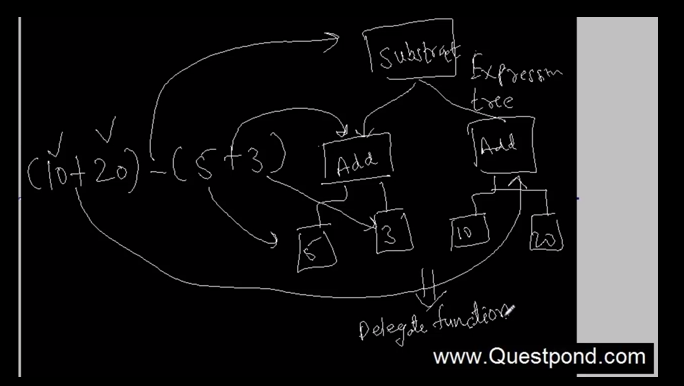 Substract
Expression
tree
(10+20) - (5+3)
Add
Add
5
3
10
20
Delegate function
www.Questpond.com